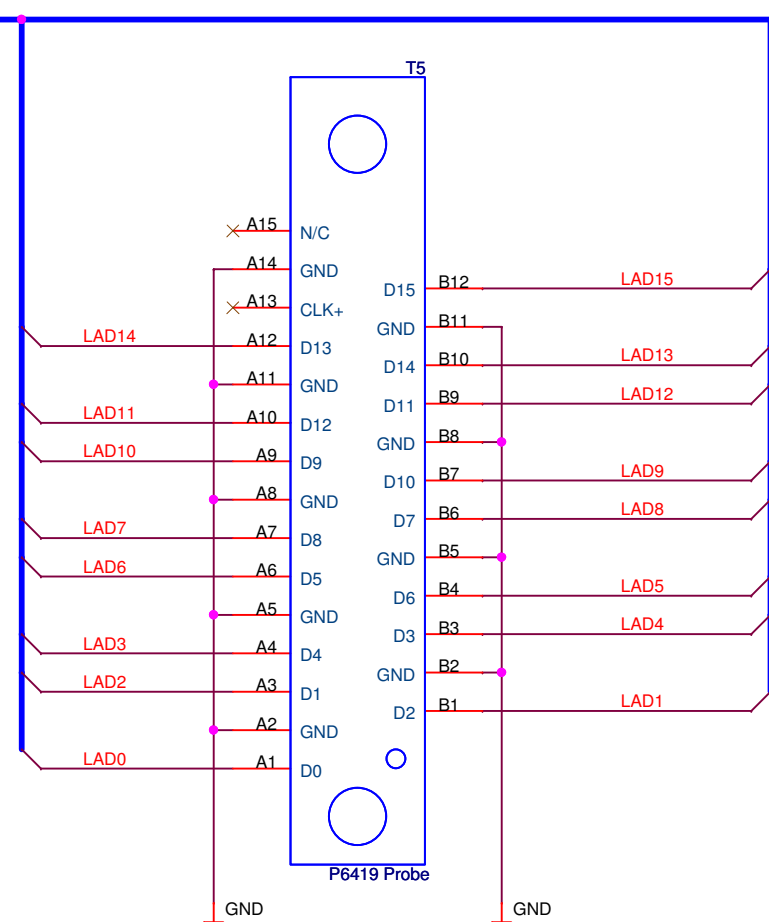 T5
A15 N/C
A14 GND
D15 B12 LAD15
A13 CLK+
GND B11
LAD14 A12 D13
D14 B10 LAD13
A11 GND
D11 B9 LAD12
LAD11 A10 D12
GND B8
LAD10 A9 D9
D10 B7 LAD9
A8 GND
D7 B6 LAD8
LAD7 A7 D8
GND B5
LAD6 A6 D5
D6 B4 LAD5
A5 GND
D3 B3 LAD4
LAD3 A4 D4
GND B2
LAD2 A3 D1
D2 B1 LAD1
A2 GND
LAD0 A1 D0
P6419 Probe
GND GND